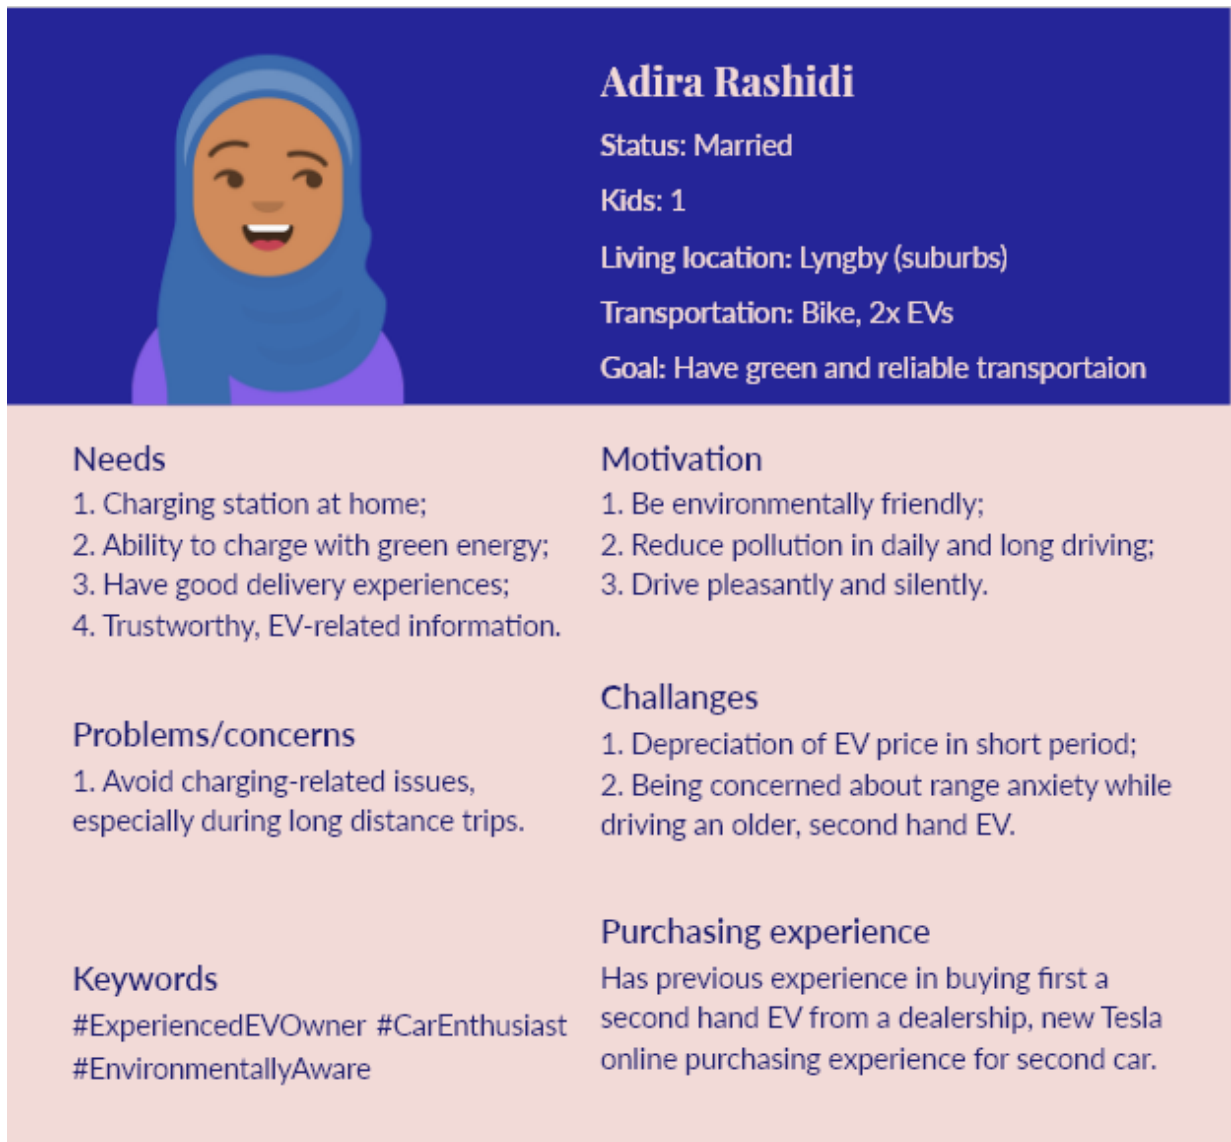 Adira Rashidi
Status: Married
Kids: 1
Living location: Lyngby (suburbs)
Transportation: Bike, 2x EVs
Goal: Have green and reliable transportaion
Needs
1. Charging station at home;
2. Ability to charge with green energy;
3. Have good delivery experiences;
4. Trustworthy, EV-related information.
Motivation
1. Be environmentally friendly;
2. Reduce pollution in daily and long driving;
3. Drive pleasantly and silently.
Problems/concerns
1. Avoid charging-related issues,
especially during long distance trips.
Challanges
1. Depreciation of EV price in short period;
2. Being concerned about range anxiety while
driving an older, second hand EV.
Keywords
#ExperiencedEVOwner #CarEnthusiast
#EnvironmentallyAware
Purchasing experience
Has previous experience in buying first a
second hand EV from a dealership, new Tesla
online purchasing experience for second car.